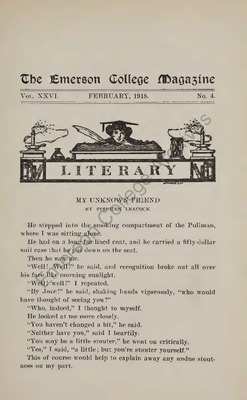 The Emerson College Magazine
Vol. XXVI. FEBRUARY, 1918. No. 4.
LITERARY
MY UNKNOWN FRIEND
BY STEPHEN LEACOCK
He stepped into the smoking compartment of the Pullman,
where I was sitting alone.
He had on a long fur-lined coat, and he carried a fifty-dollar
suit case that he put down on the seat.
Then he saw me.
"Well! Well!" he said, and recognition broke out all over
his face like morning sunlight.
"Well! well!" I repeated.
"By Jove!" he said, shaking hands vigorously, "who would
have thought of seeing you?"
"Who, indeed," I thought to myself.
He looked at me more closely.
"You haven't changed a bit," he said.
"Neither have you," said I heartily.
"You may be a little stouter," he went on critically.
"Yes," I said, "a little; but you're stouter yourself."
This of course would help to explain away any undue stout-
ness on my part.